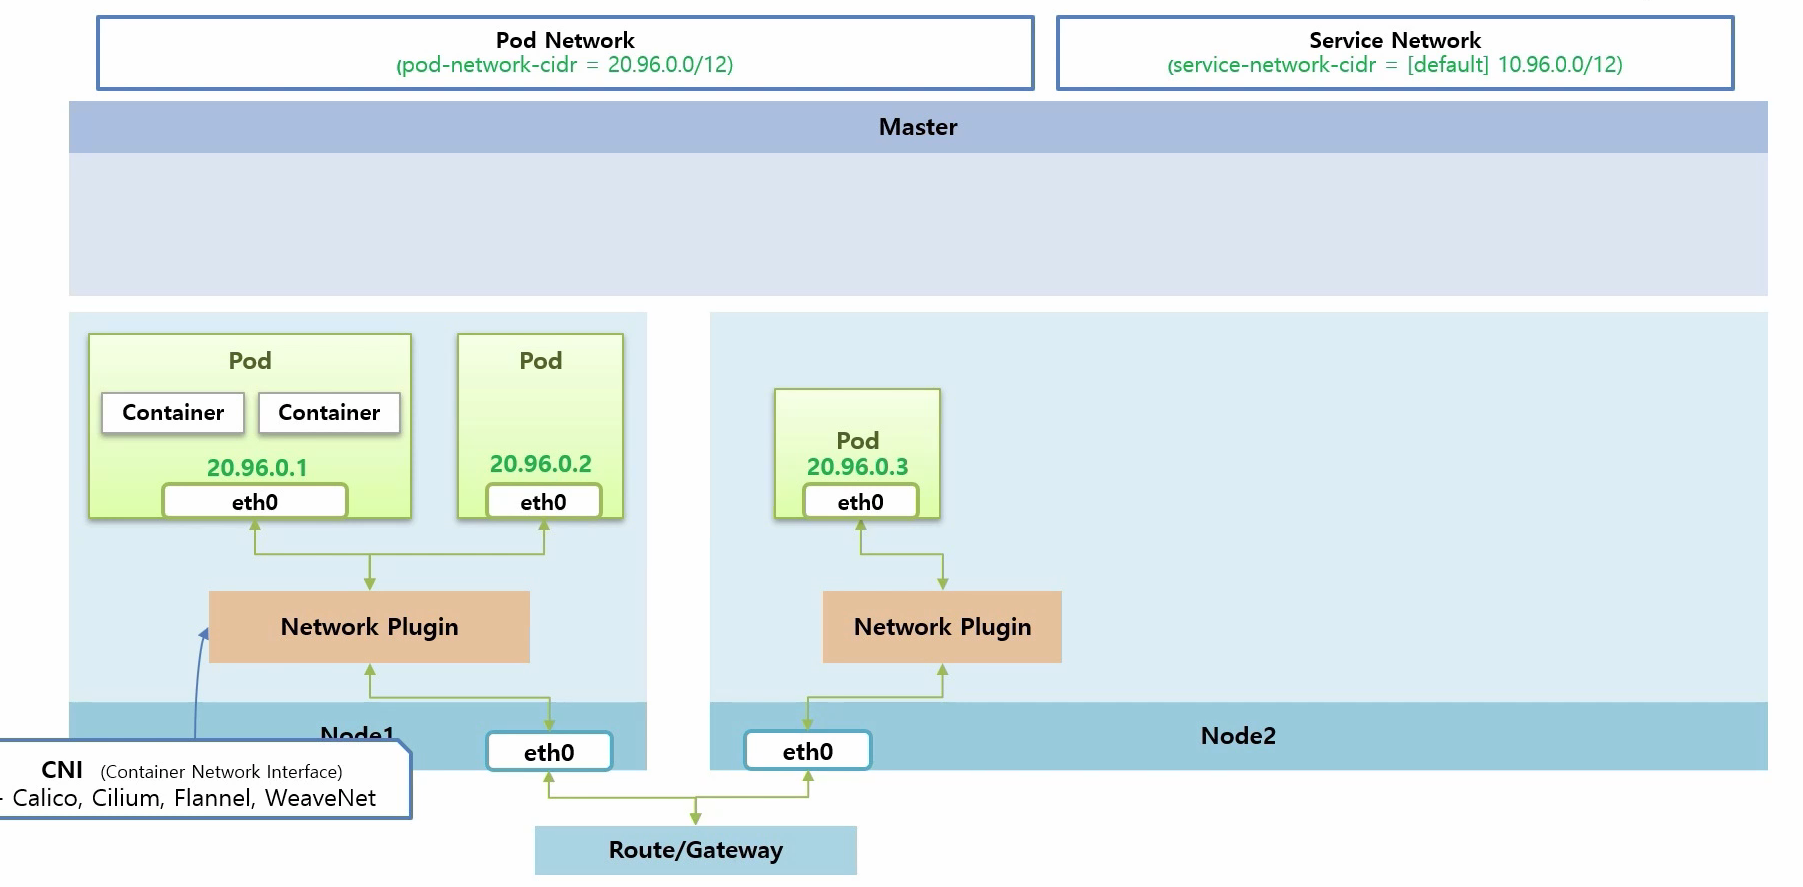 Pod Network
(pod-network-cidr = 20.96.0.0/12)
Service Network
(service-network-cidr = [default] 10.96.0.0/12)
Master
Pod
Container
Container
20.96.0.1
eth0
Pod
20.96.0.2
eth0
Pod
20.96.0.3
eth0
Network Plugin
Network Plugin
Node1
eth0
eth0
Node2
CNI (Container Network Interface)
- Calico, Cilium, Flannel, WeaveNet
Route/Gateway